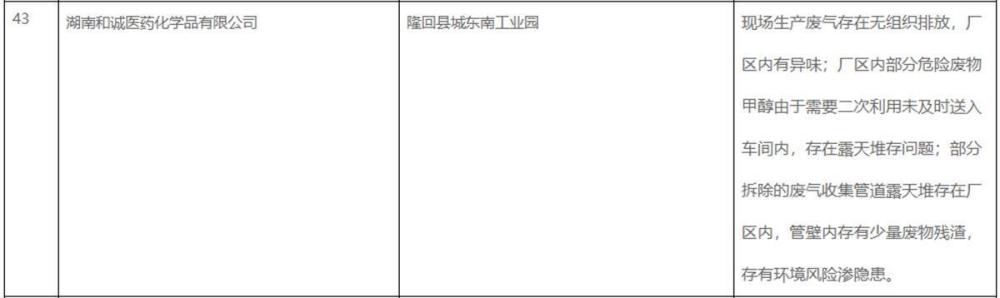 43
湖南和诚医药化学品有限公司
隆回县城东南工业园
现场生产废气存在无组织排放，厂
区内有异味；厂区内部分危险废物
甲醇由于需要二次利用未及时送入
车间内，存在露天堆存问题；部分
拆除的废气收集管道露天堆存在厂
区内，管壁内存有少量废物残渣，
存有环境风险渗隐患。